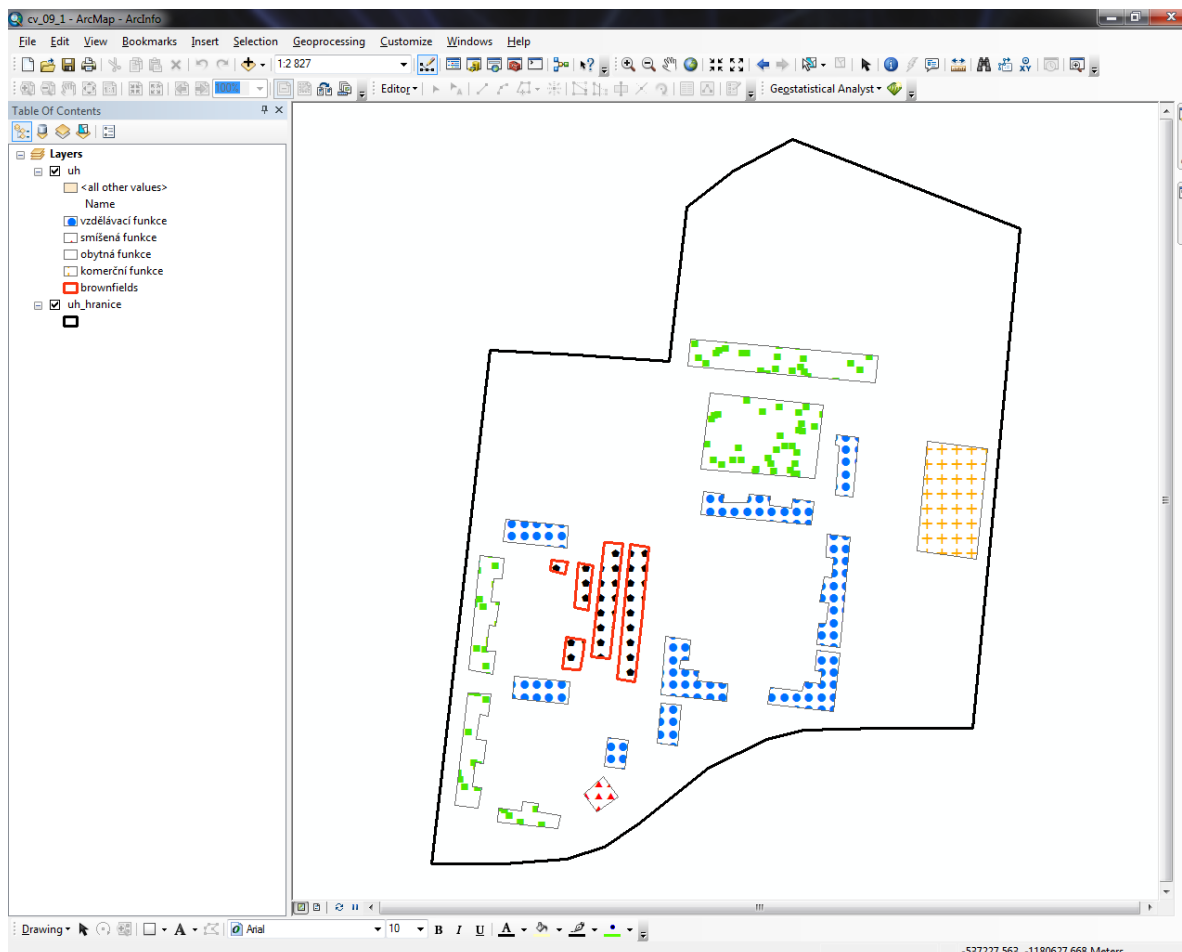 cv_09_1 - ArcMap - ArcInfo
File Edit View Bookmarks Insert Selection Geoprocessing Customize Windows Help
1:2 827
100% Editor Geostatistical Analyst
Table Of Contents
Layers
uh
<all other values>
Name
vzdělávací funkce
smíšená funkce
obytná funkce
komerční funkce
brownfields
uh_hranice
Drawing A Arial 10 B I U A
-537227,563 -1180627,668 Meters